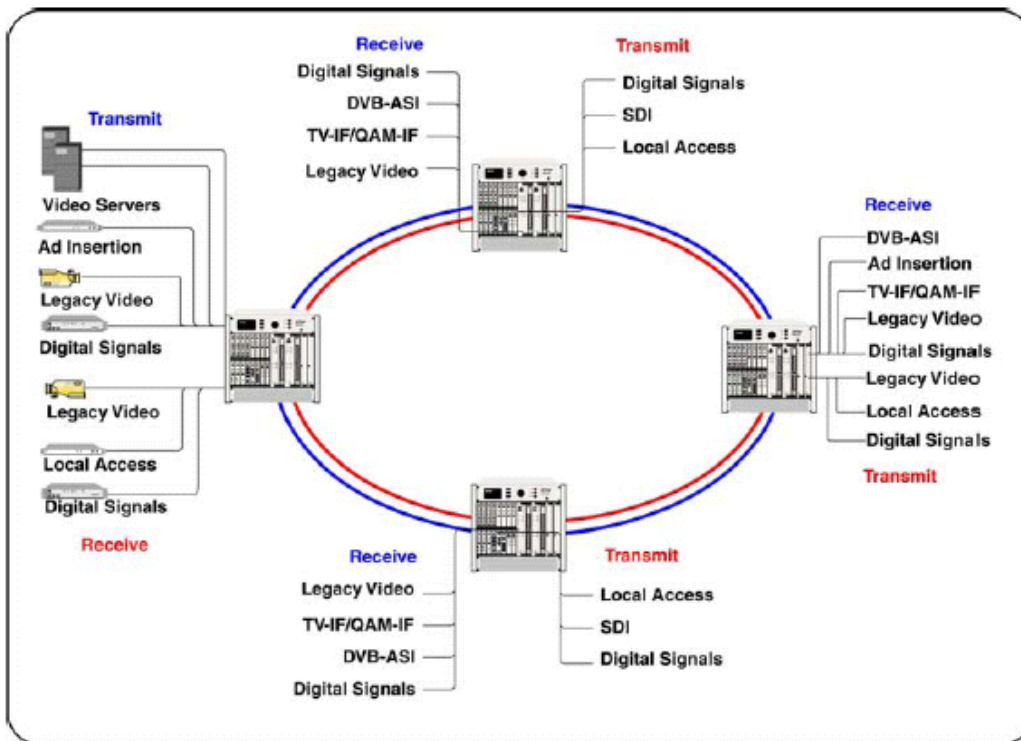 Receive
Digital Signals
DVB-ASI
TV-IF/QAM-IF
Legacy Video
Transmit
Digital Signals
SDI
Local Access
Transmit
Video Servers
Ad Insertion
Legacy Video
Digital Signals
Legacy Video
Local Access
Digital Signals
Receive
Receive
DVB-ASI
Ad Insertion
TV-IF/QAM-IF
Legacy Video
Digital Signals
Legacy Video
Local Access
Digital Signals
Transmit
Receive
Legacy Video
TV-IF/QAM-IF
DVB-ASI
Digital Signals
Transmit
Local Access
SDI
Digital Signals